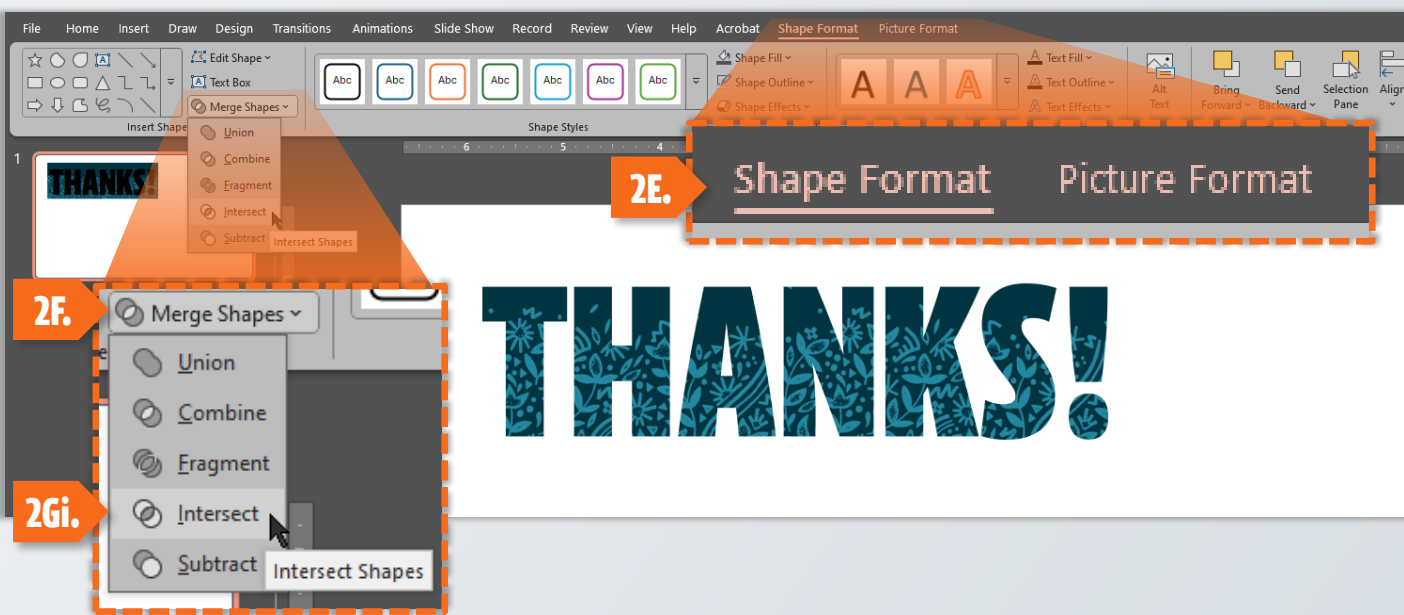 File Home Insert Draw Design Transitions Animations Slide Show Record Review View Help Acrobat Shape Format Picture Format
Edit Shape
Text Box
Merge Shapes
Insert Shape
Union
Combine
Fragment
Intersect
Subtract
Intersect Shapes
Abc Abc Abc Abc Abc Abc Abc
Shape Styles
Shape Fill
Shape Outline
Shape Effects
A A A
Text Fill
Text Outline
Text Effects
Alt
Text
Bring
Forward
Send
Backward
Selection
Pane
Align
1
THANKS!
6 5 4
2E.
Shape Format Picture Format
THANKS!
2F.
Merge Shapes
Union
Combine
Fragment
2Gi.
Intersect
Subtract
Intersect Shapes